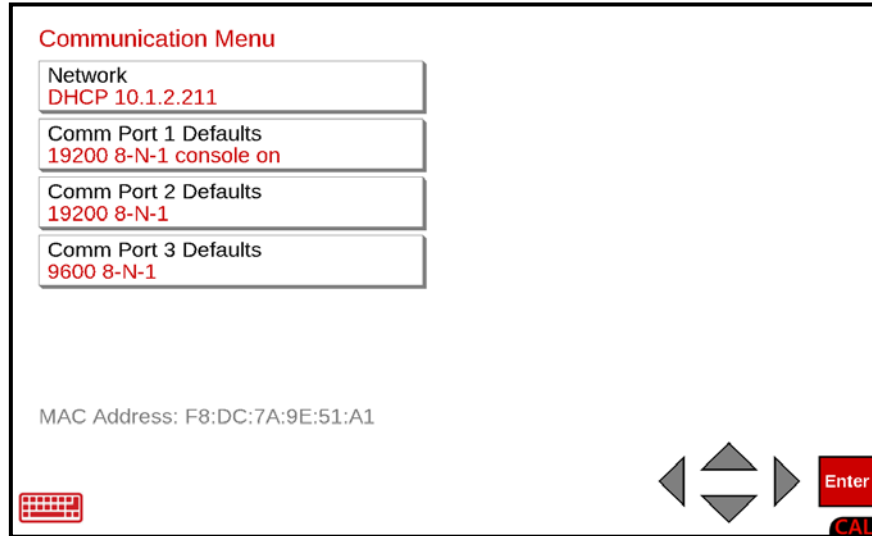 Communication Menu
Network
DHCP 10.1.2.211
Comm Port 1 Defaults
19200 8-N-1 console on
Comm Port 2 Defaults
19200 8-N-1
Comm Port 3 Defaults
9600 8-N-1
MAC Address: F8:DC:7A:9E:51:A1
Enter
CAL